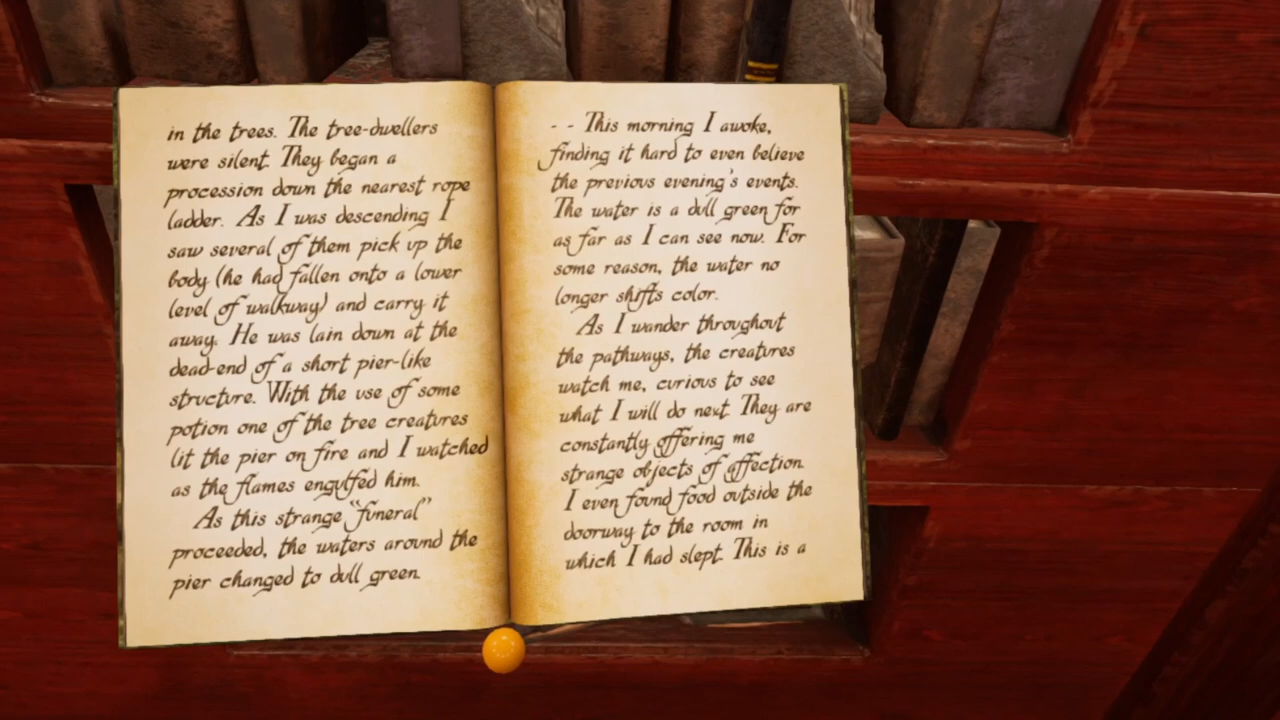 in the trees. The tree-dwellers
were silent. They began a
procession down the nearest rope
ladder. As I was descending I
saw several of them pick up the
body (he had fallen onto a lower
level of walkway) and carry it
away. He was lain down at the
dead-end of a short pier-like
structure. With the use of some
potion one of the tree creatures
lit the pier on fire and I watched
as the flames engulfed him.
As this strange "funeral"
proceeded, the waters around the
pier changed to dull green.
- - This morning I awoke,
finding it hard to even believe
the previous evening's events.
The water is a dull green for
as far as I can see now. For
some reason, the water no
longer shifts color.
As I wander throughout
the pathways, the creatures
watch me, curious to see
what I will do next. They are
constantly offering me
strange objects of affection.
I even found food outside the
doorway to the room in
which I had slept. This is a